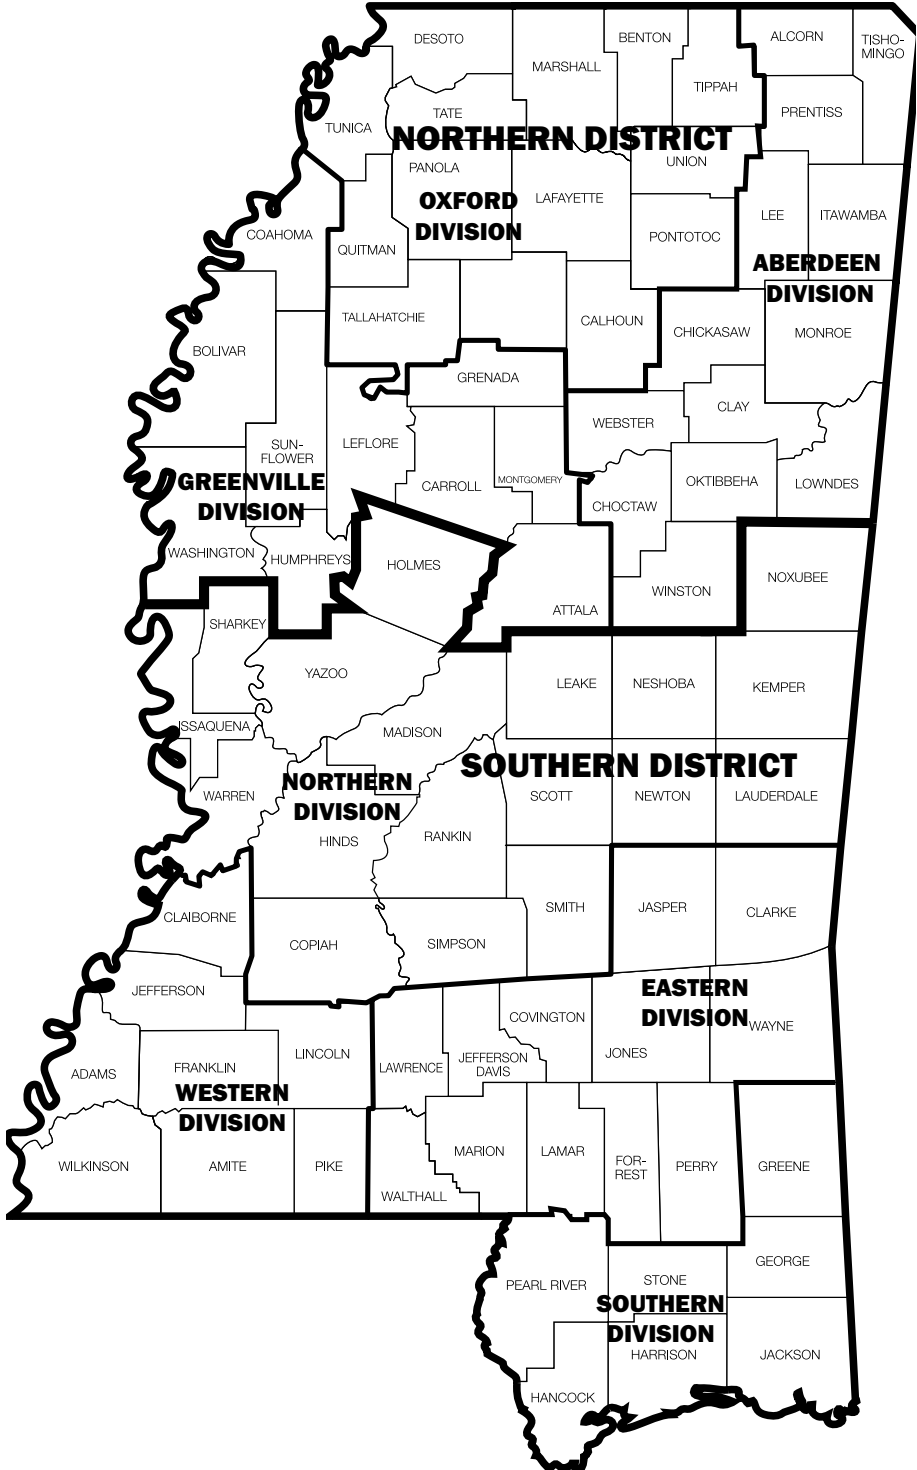 DESOTO
BENTON
ALCORN
TISHO-
MINGO
MARSHALL
TIPPAH
TATE
PRENTISS
TUNICA
NORTHERN DISTRICT
PANOLA
UNION
OXFORD
DIVISION
LAFAYETTE
LEE
ITAWAMBA
COAHOMA
QUITMAN
PONTOTOC
ABERDEEN
DIVISION
TALLAHATCHIE
CALHOUN
CHICKASAW
MONROE
BOLIVAR
GRENADA
CLAY
WEBSTER
SUN-
FLOWER
LEFLORE
GREENVILLE
DIVISION
CARROLL
MONTGOMERY
OKTIBBEHA
LOWNDES
CHOCTAW
WASHINGTON
HUMPHREYS
HOLMES
NOXUBEE
WINSTON
ATTALA
SHARKEY
YAZOO
LEAKE
NESHOBA
KEMPER
ISSAQUENA
MADISON
SOUTHERN DISTRICT
NORTHERN
DIVISION
WARREN
SCOTT
NEWTON
LAUDERDALE
HINDS
RANKIN
SMITH
JASPER
CLARKE
CLAIBORNE
COPIAH
SIMPSON
JEFFERSON
EASTERN
DIVISION
COVINGTON
WAYNE
LINCOLN
JONES
ADAMS
FRANKLIN
LAWRENCE
JEFFERSON
DAVIS
WESTERN
DIVISION
MARION
LAMAR
FOR-
REST
PERRY
GREENE
WILKINSON
AMITE
PIKE
WALTHALL
GEORGE
PEARL RIVER
STONE
SOUTHERN
DIVISION
HARRISON
JACKSON
HANCOCK